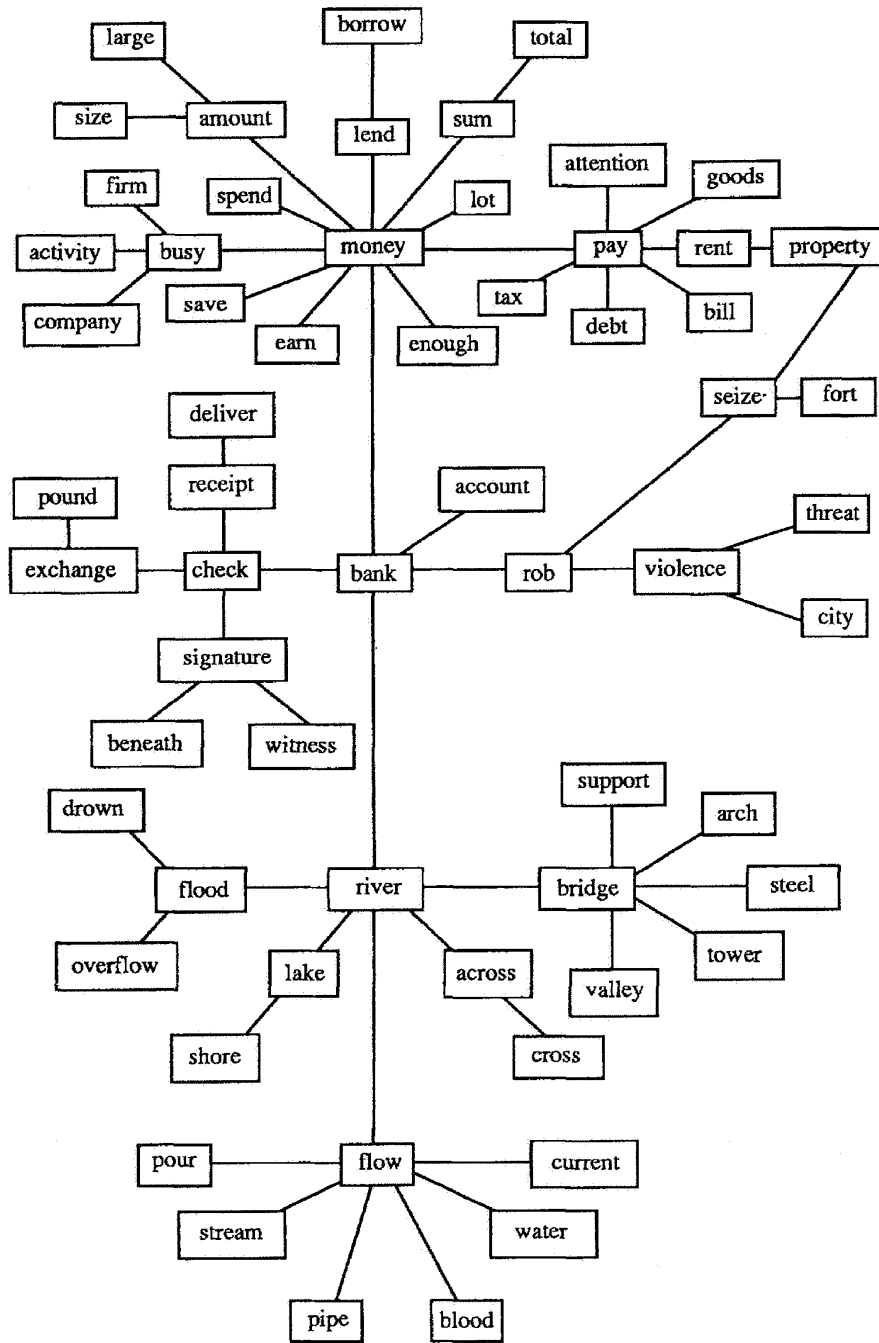 borrow
large
total
size
amount
lend
sum
attention
goods
firm
spend
lot
activity
busy
money
pay
rent
property
save
tax
company
earn
enough
debt
bill
deliver
seize
fort
pound
receipt
account
threat
exchange
check
bank
rob
violence
city
signature
beneath
witness
support
drown
arch
flood
river
bridge
steel
overflow
lake
across
tower
valley
shore
cross
pour
flow
current
stream
water
pipe
blood